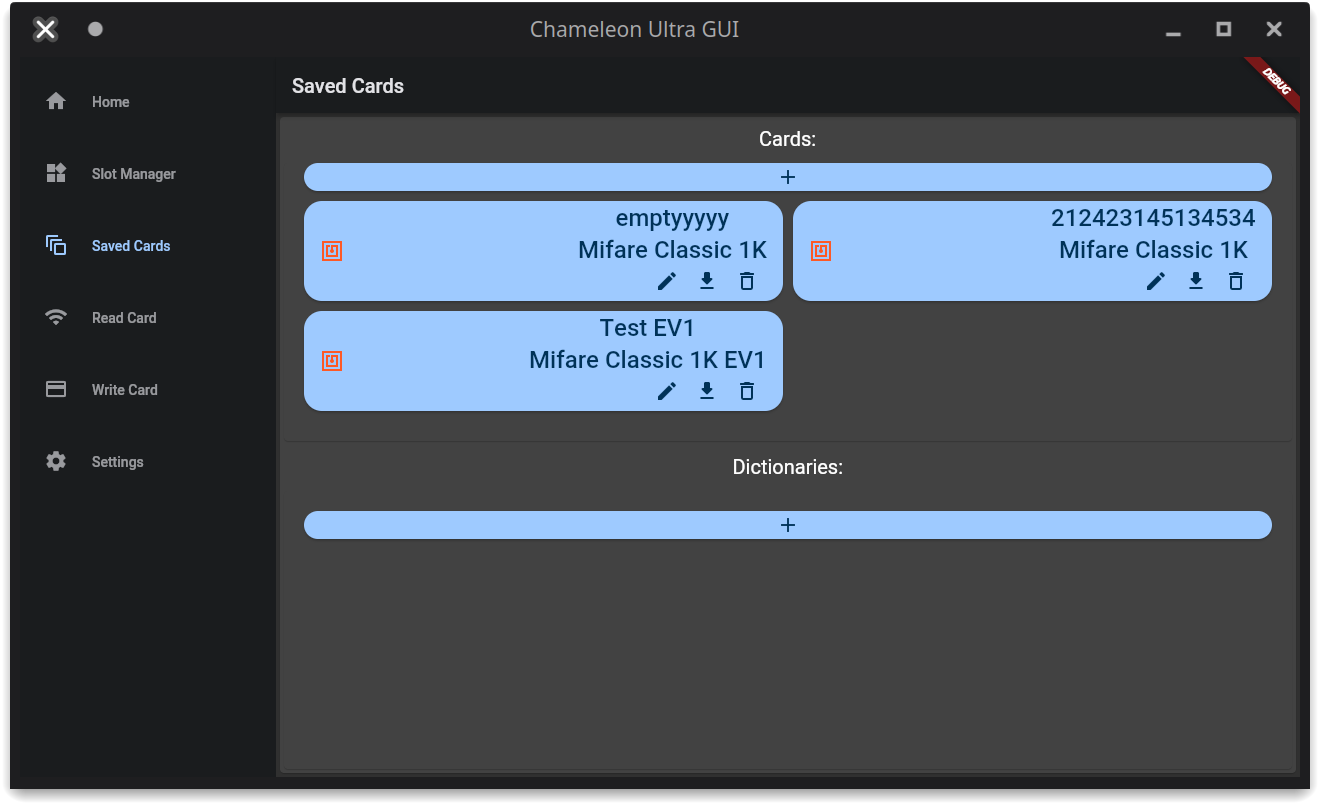 Chameleon Ultra GUI
Home
Slot Manager
Saved Cards
Read Card
Write Card
Settings
Saved Cards
DEBUG
Cards:
+
emptyyyyy
Mifare Classic 1K
212423145134534
Mifare Classic 1K
Test EV1
Mifare Classic 1K EV1
Dictionaries:
+